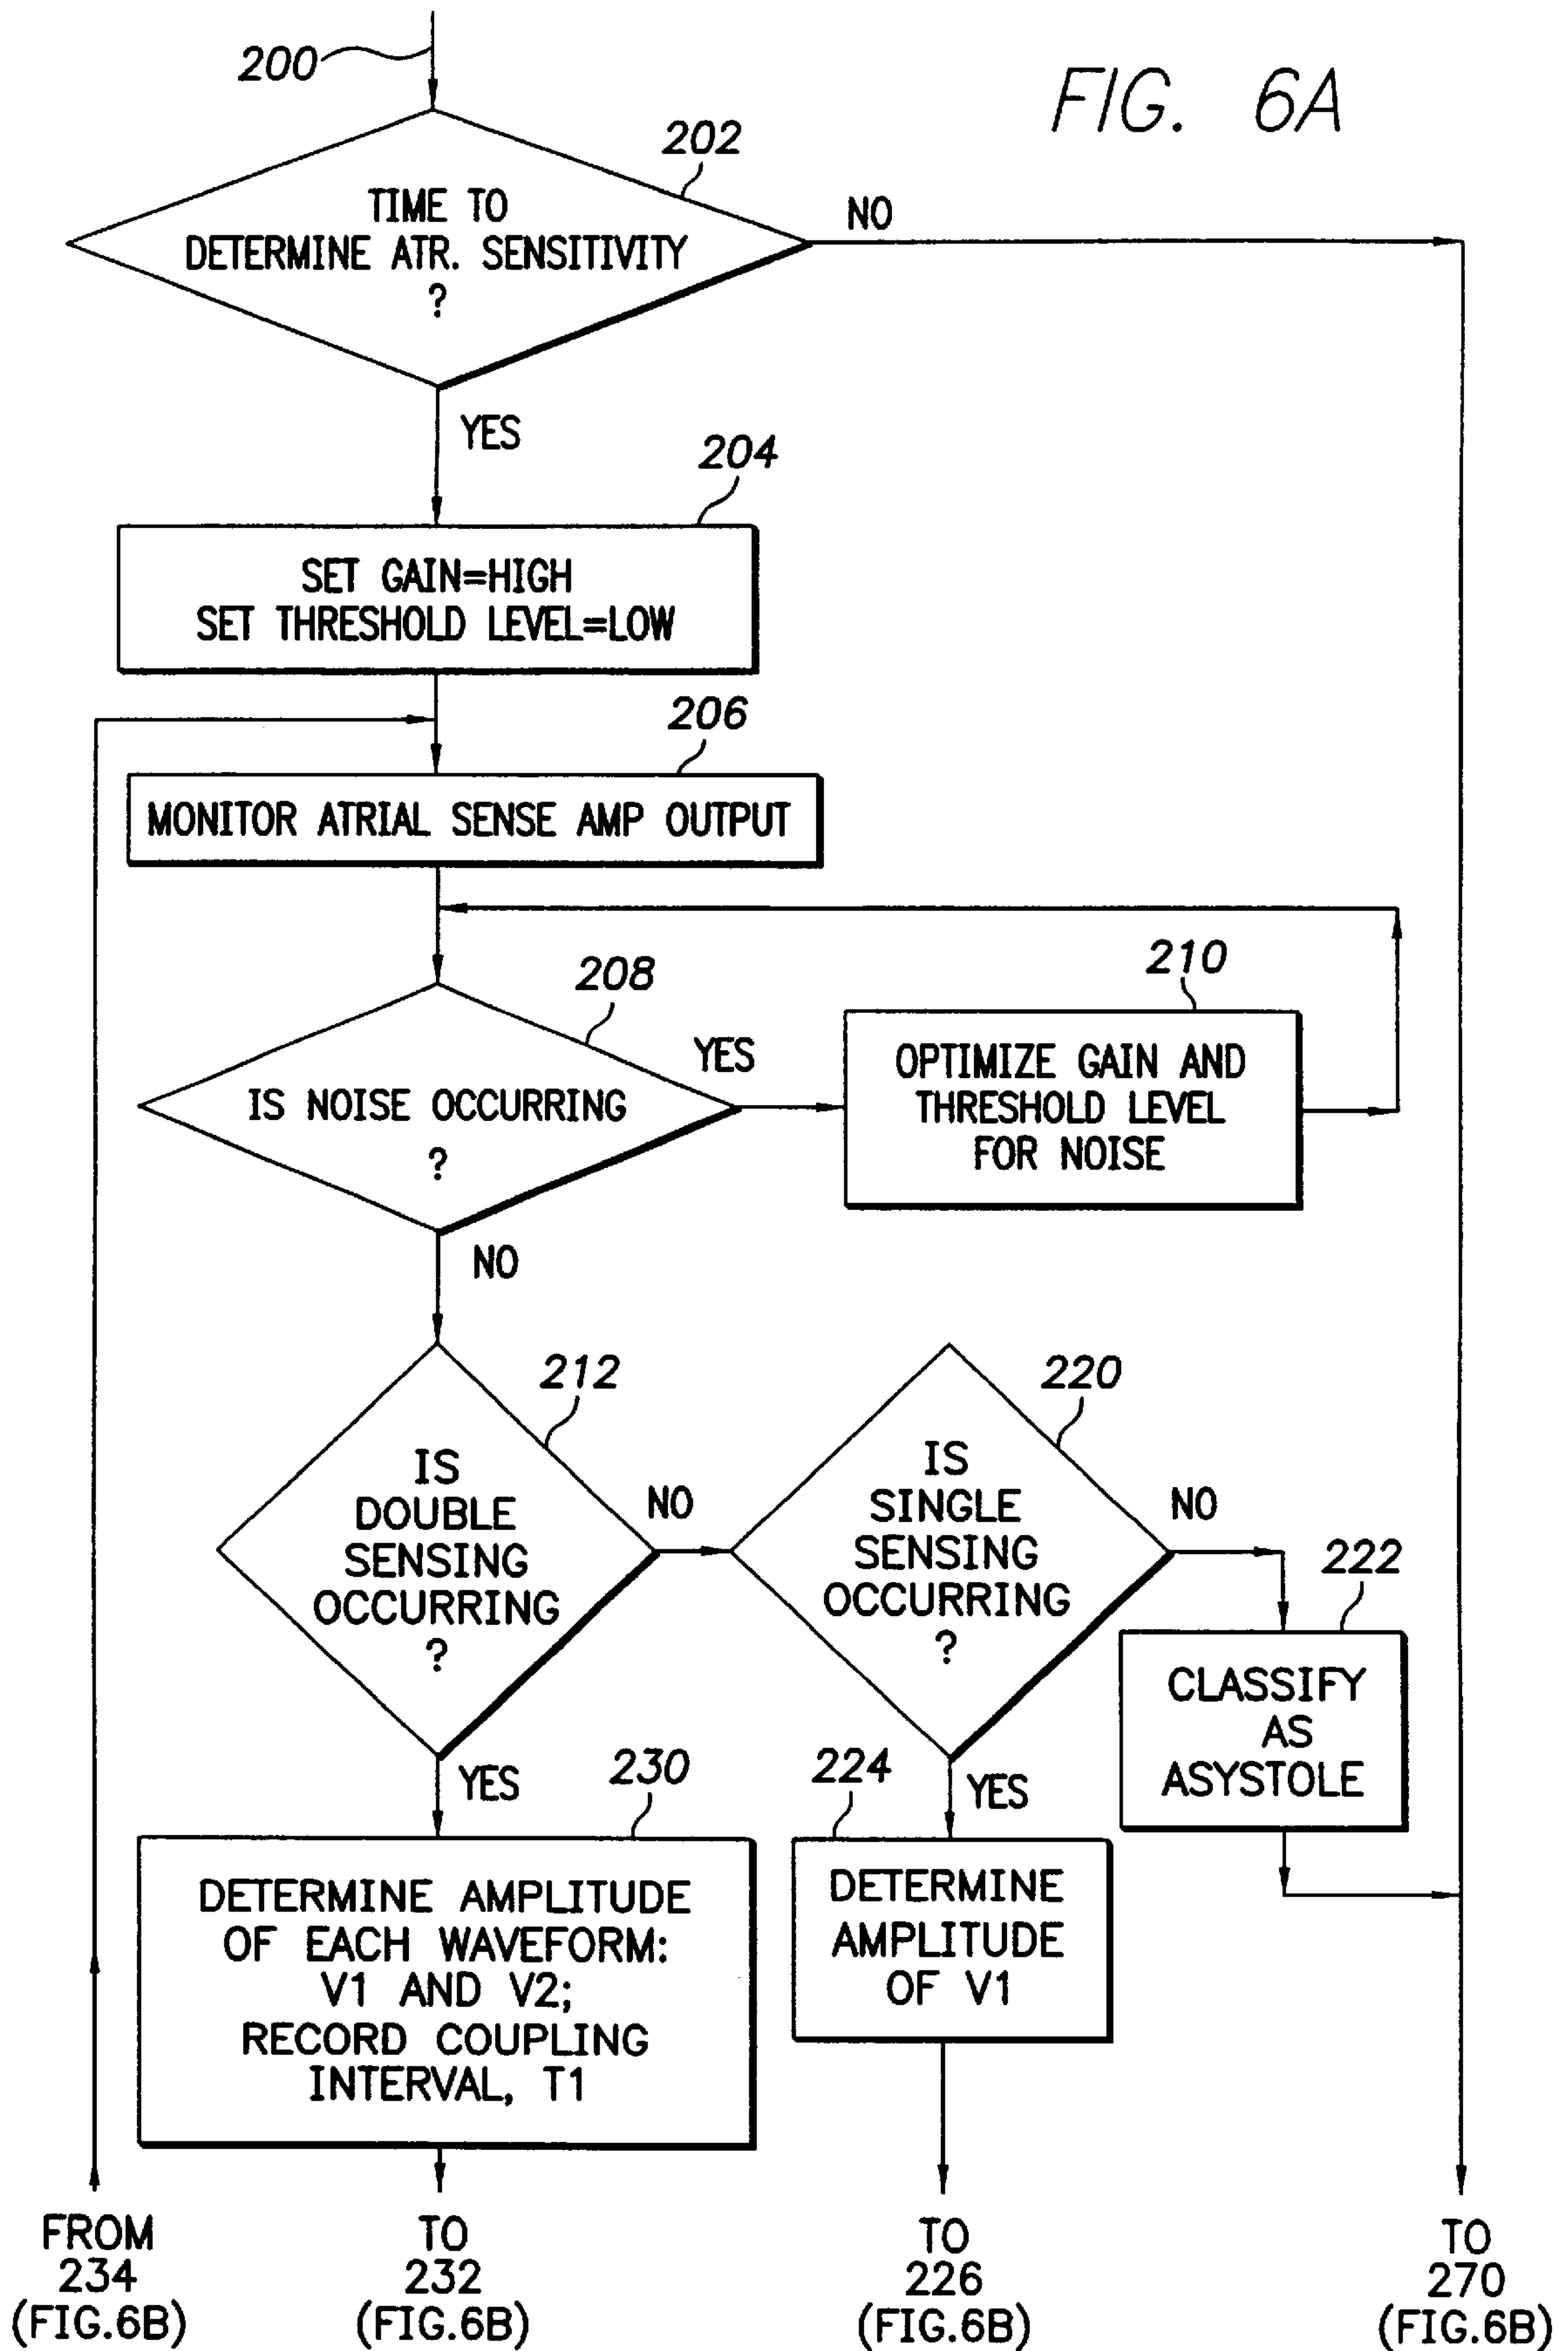 200
FIG. 6A
202
TIME TO
DETERMINE ATR. SENSITIVITY
?
NO
YES
204
SET GAIN=HIGH
SET THRESHOLD LEVEL=LOW
206
MONITOR ATRIAL SENSE AMP OUTPUT
208
IS NOISE OCCURRING
?
YES
210
OPTIMIZE GAIN AND
THRESHOLD LEVEL
FOR NOISE
NO
212
IS
DOUBLE
SENSING
OCCURRING
?
NO
220
IS
SINGLE
SENSING
OCCURRING
?
NO
222
CLASSIFY
AS
ASYSTOLE
YES
230
DETERMINE AMPLITUDE
OF EACH WAVEFORM:
V1 AND V2;
RECORD COUPLING
INTERVAL, T1
224
YES
DETERMINE
AMPLITUDE
OF V1
FROM
234
(FIG.6B)
TO
232
(FIG.6B)
TO
226
(FIG.6B)
TO
270
(FIG.6B)